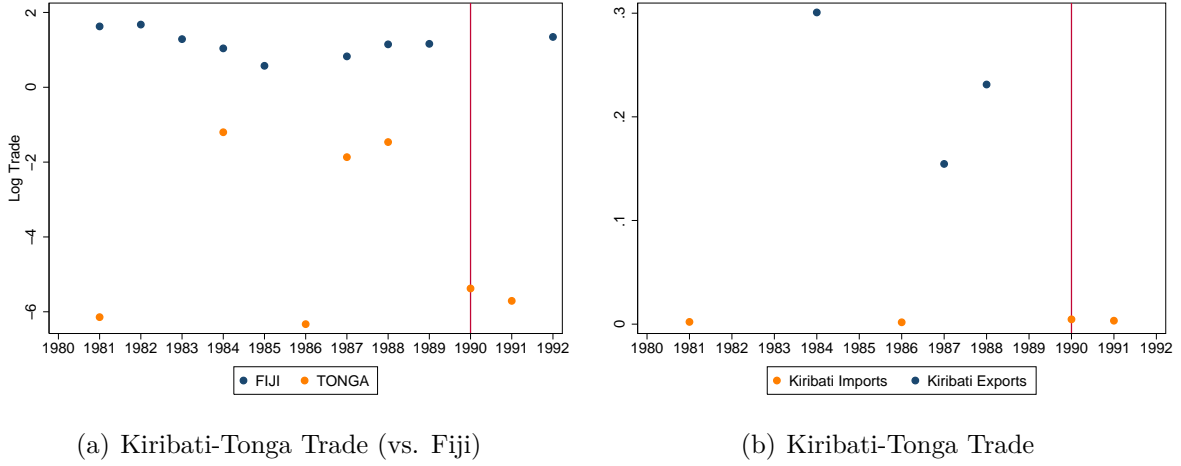 2
0
−2
−4
−6
Log Trade
1980 1981 1982 1983 1984 1985 1986 1987 1988 1989 1990 1991 1992
FIJI TONGA
(a) Kiribati-Tonga Trade (vs. Fiji)
.3
.2
.1
0
1980 1981 1982 1983 1984 1985 1986 1987 1988 1989 1990 1991 1992
Kiribati Imports Kiribati Exports
(b) Kiribati-Tonga Trade